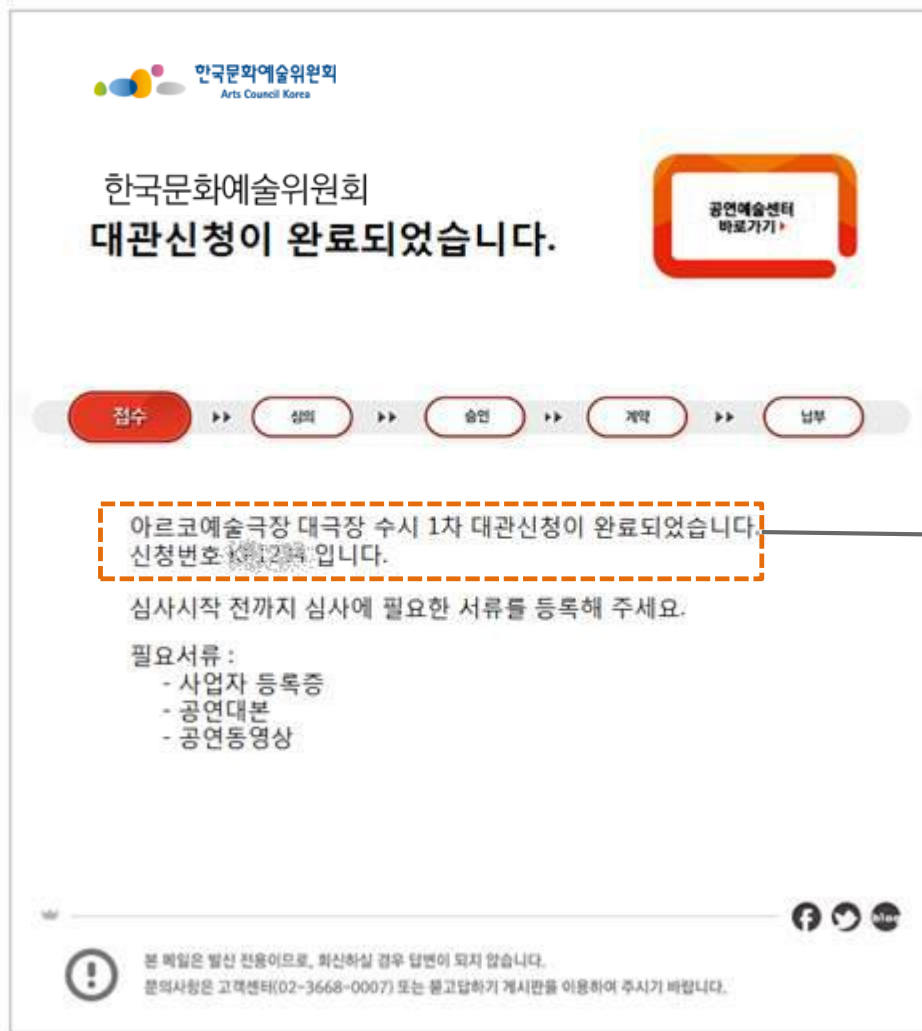 한국문화예술위원회
Arts Council Korea
한국문화예술위원회
대관신청이 완료되었습니다.
공연예술센터
바로가기
접수
심의
승인
계약
납부
아르코예술극장 대극장 수시 1차 대관신청이 완료되었습니다.
신청번호 입니다.
심사시작 전까지 심사에 필요한 서류를 등록해 주세요.
필요서류 :
- 사업자 등록증
- 공연대본
- 공연동영상
blog
본 메일은 발신 전용이므로, 회신하실 경우 답변이 되지 않습니다.
문의사항은 고객센터(02-3668-0007) 또는 묻고답하기 게시판을 이용하여 주시기 바랍니다.